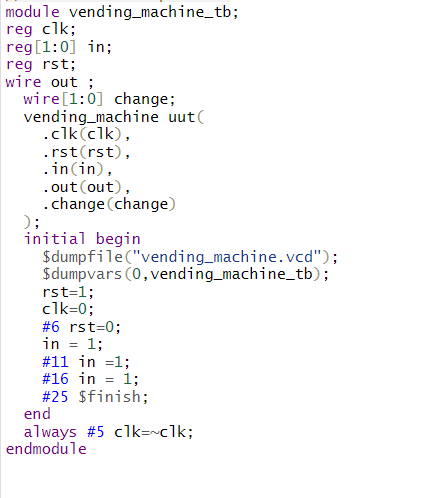 module vending_machine_tb;
reg clk;
reg[1:0] in;
reg rst;
wire out ;
  wire[1:0] change;
  vending_machine uut(
    .clk(clk),
    .rst(rst),
    .in(in),
    .out(out),
    .change(change)
  );
  initial begin
    $dumpfile("vending_machine.vcd");
    $dumpvars(0,vending_machine_tb);
    rst=1;
    clk=0;
    #6 rst=0;
    in = 1;
    #11 in =1;
    #16 in = 1;
    #25 $finish;
  end
  always #5 clk=~clk;
endmodule